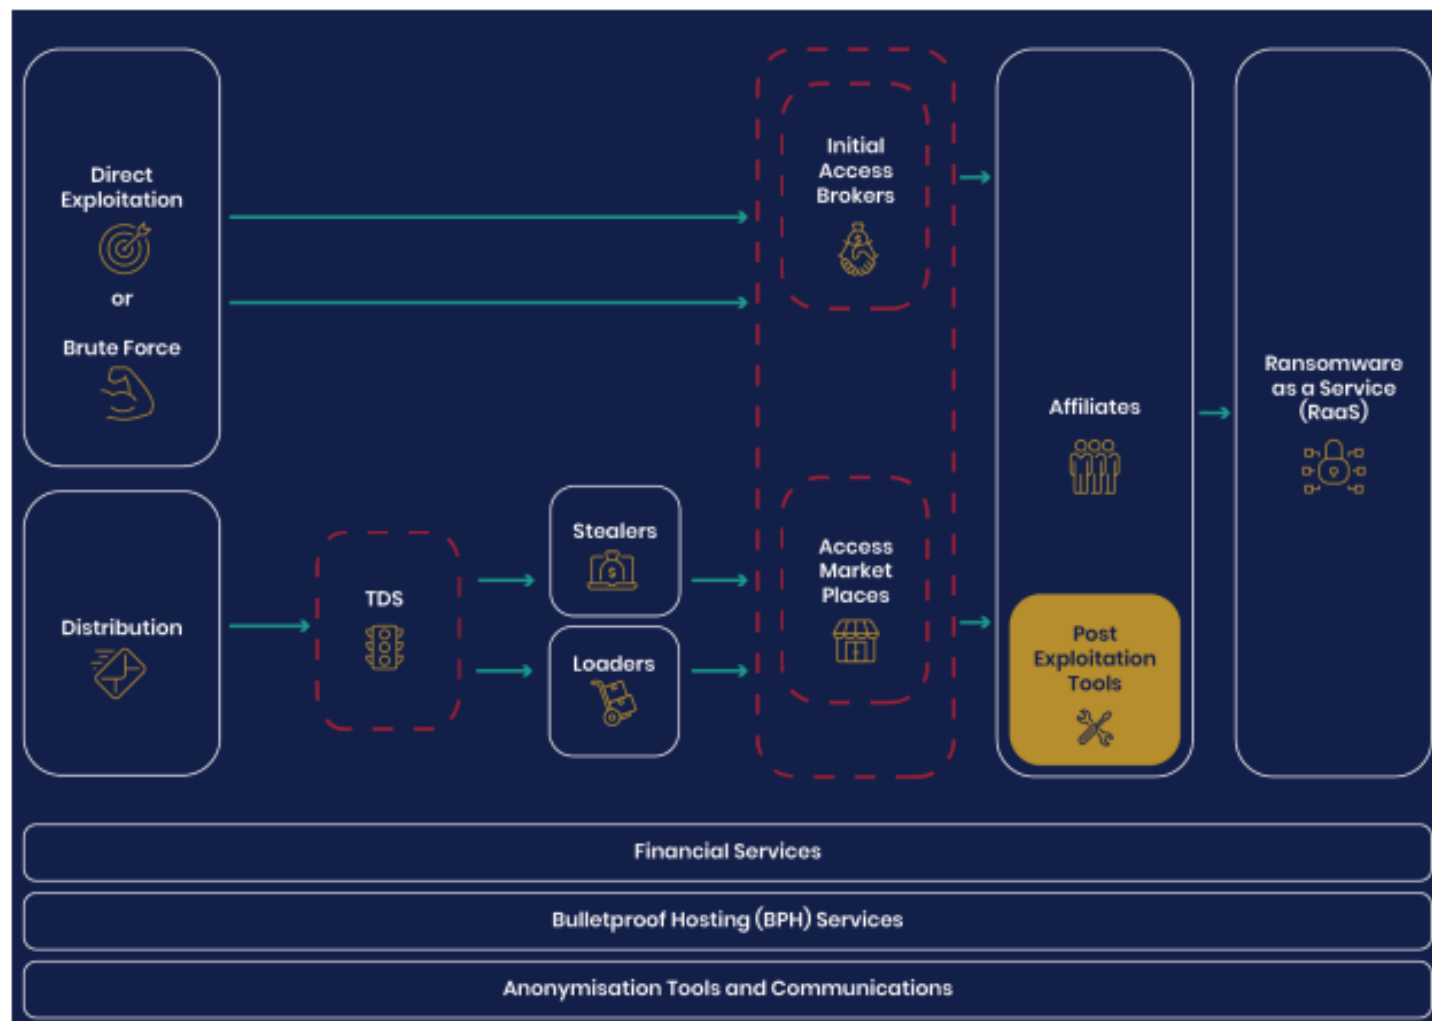 Direct
Exploitation
or
Brute Force
Distribution
TDS
Stealers
Loaders
Initial
Access
Brokers
Access
Market
Places
Affiliates
Post
Exploitation
Tools
Ransomware
as a Service
(RaaS)
Financial Services
Bulletproof Hosting (BPH) Services
Anonymisation Tools and Communications